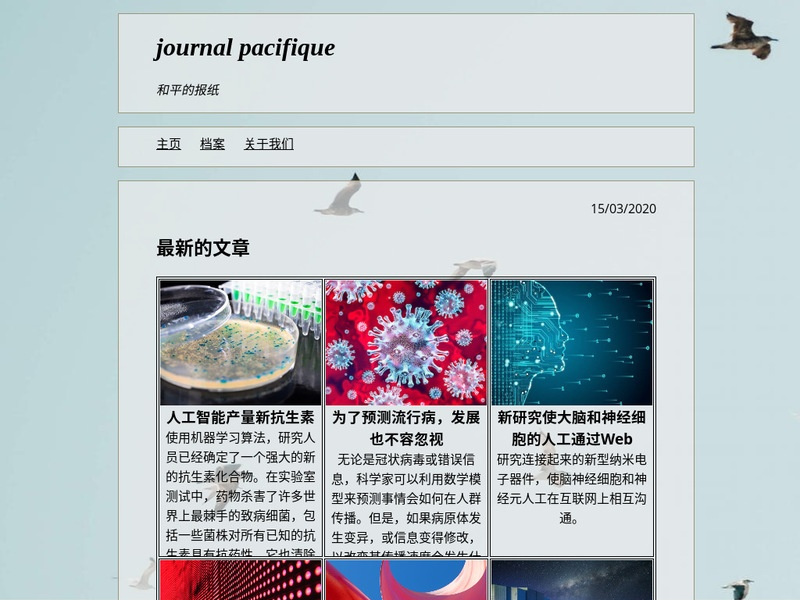 journal pacifique
和平的报纸
主页 档案 关于我们
15/03/2020
最新的文章
人工智能产量新抗生素
使用机器学习算法，研究人
员已经确定了一个强大的新
的抗生素化合物。在实验室
测试中，药物杀害了许多世
界上最棘手的致病细菌，包
括一些菌株对所有已知的抗
生素具有抗药性。它也清除
为了预测流行病，发展
也不容忽视
无论是冠状病毒或错误信
息，科学家可以利用数学模
型来预测事情会如何在人群
传播。但是，如果病原体发
生变异，或信息变得修改，
以改变其传播速度会发生什
新研究使大脑和神经细
胞的人工通过Web
研究连接起来的新型纳米电
子器件，使脑神经细胞和神
经元人工在互联网上相互沟
通。